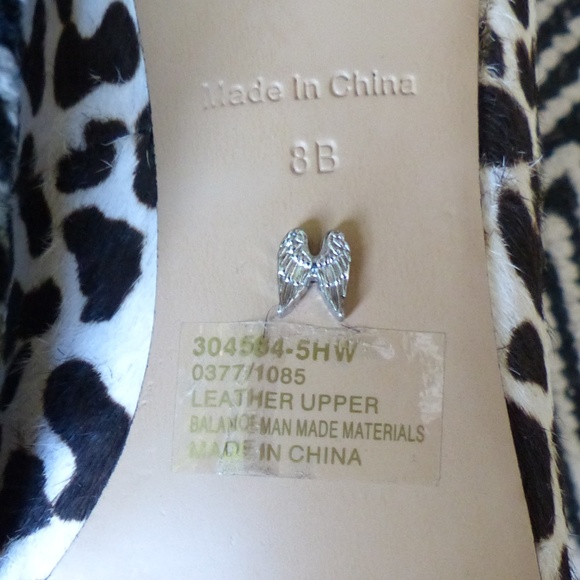 Made In China
8B
304584-5HW
0377/1085
LEATHER UPPER
BALANCE MAN MADE MATERIALS
MADE IN CHINA